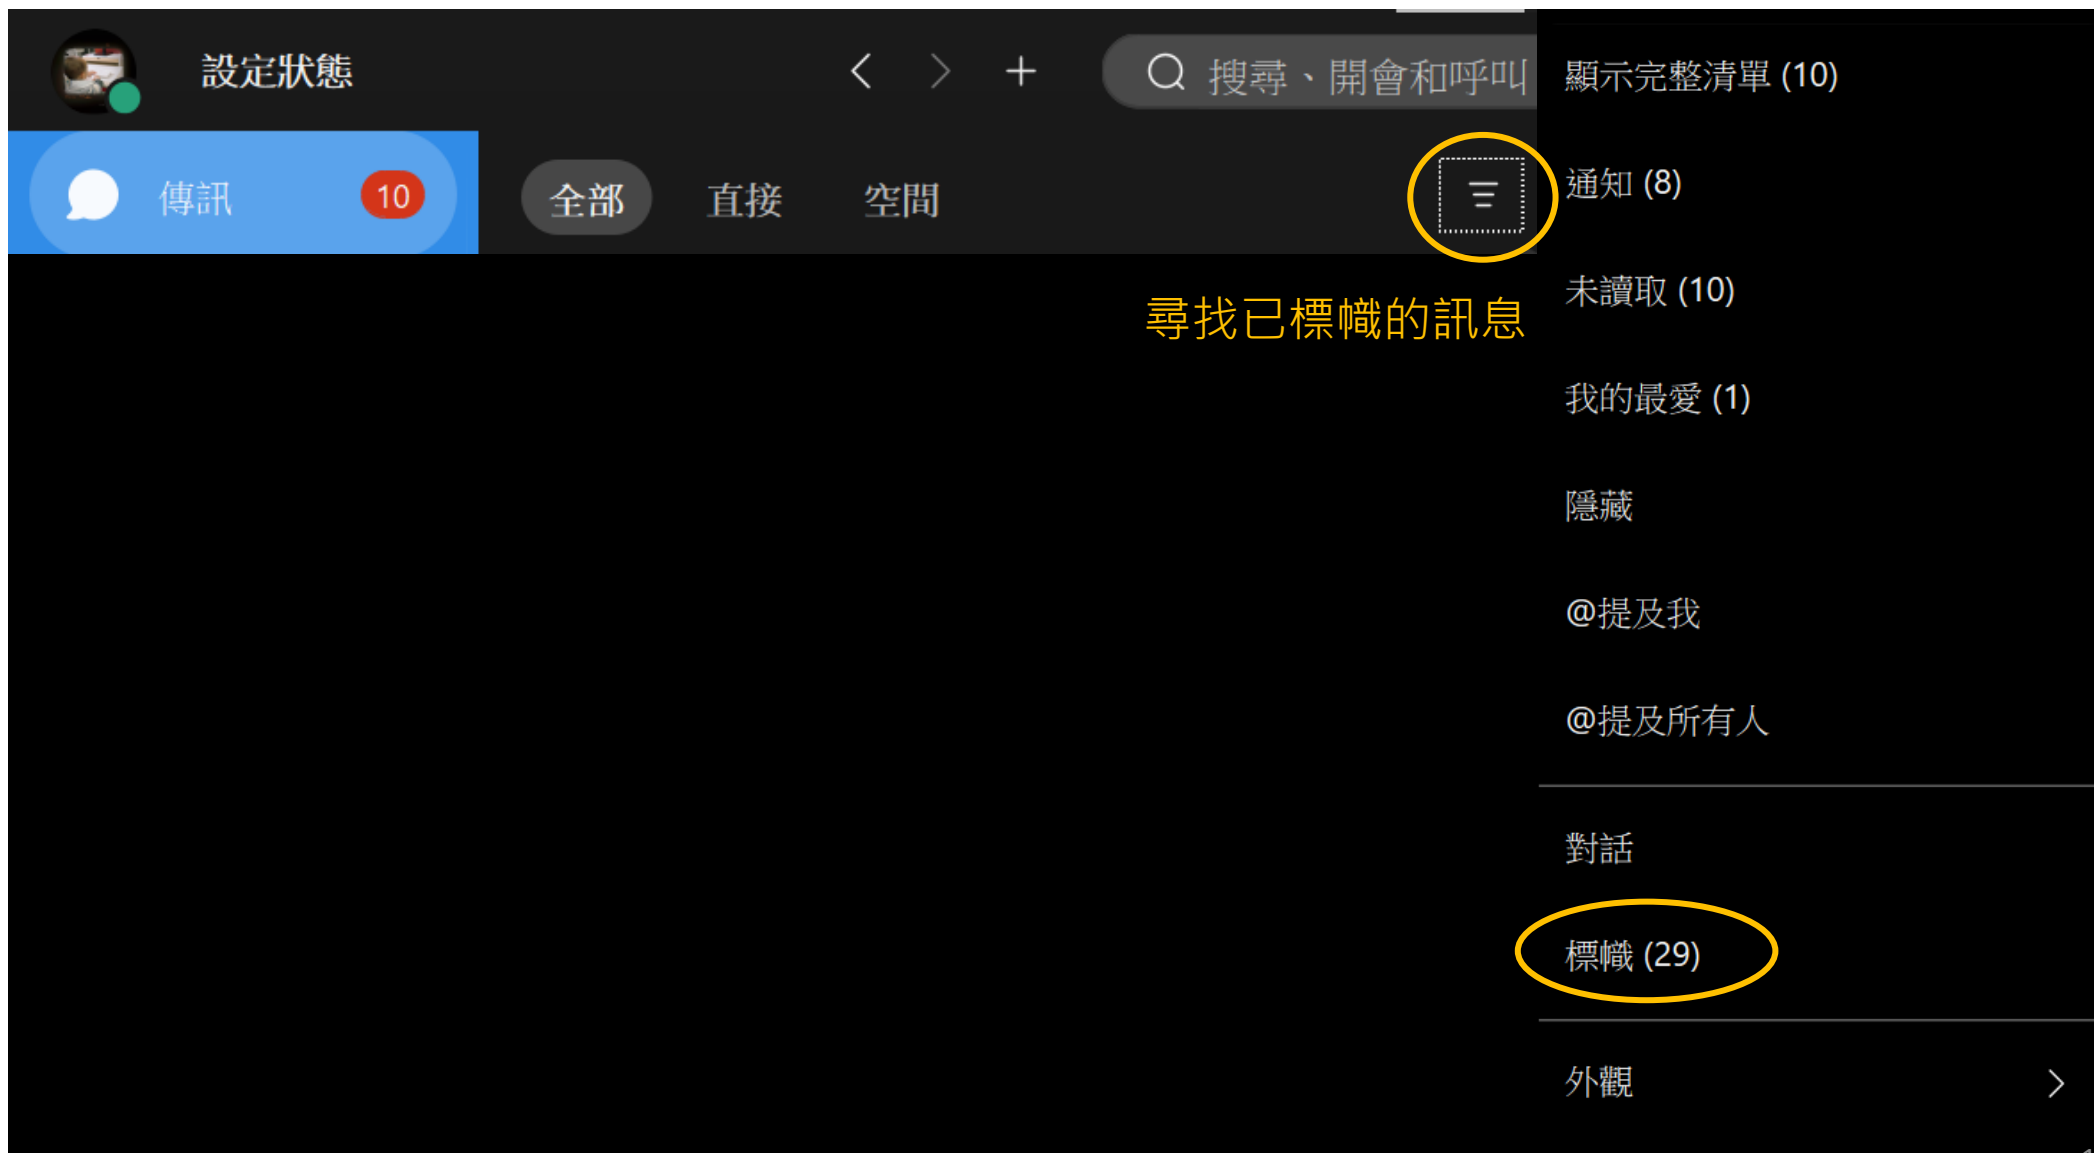 設定狀態
搜尋、開會和呼叫
傳訊 10
全部 直接 空間
尋找已標幟的訊息
顯示完整清單 (10)
通知 (8)
未讀取 (10)
我的最愛 (1)
隱藏
@提及我
@提及所有人
對話
標幟 (29)
外觀